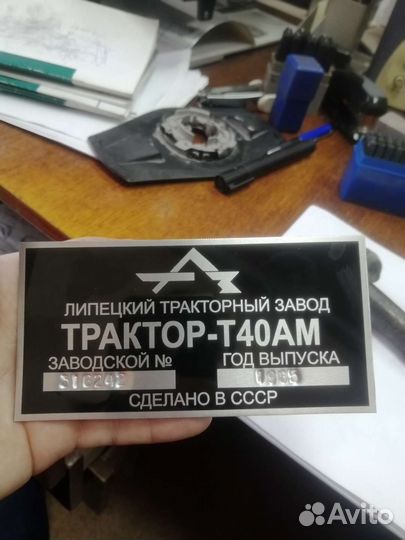 ЛИПЕЦКИЙ ТРАКТОРНЫЙ ЗАВОД
ТРАКТОР-Т40АМ
ЗАВОДСКОЙ № ГОД ВЫПУСКА
СДЕЛАНО В СССР
Avito